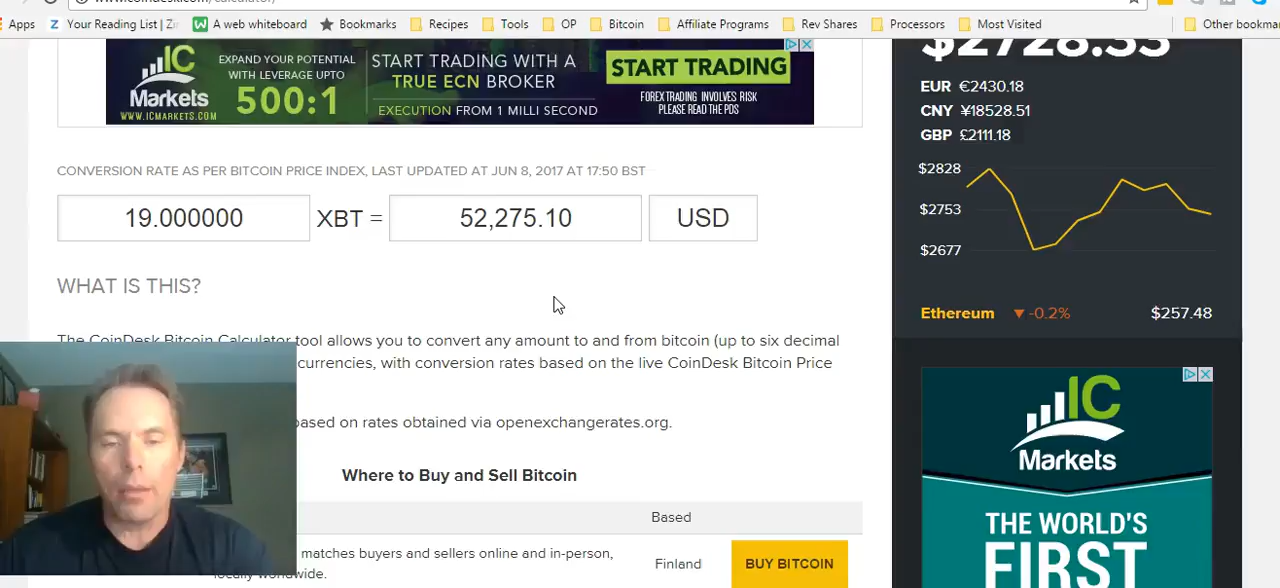 www.coindesk.com/calculator/
Apps
Your Reading List | Z
A web whiteboard
Bookmarks
Recipes
Tools
OP
Bitcoin
Affiliate Programs
Rev Shares
Processors
Most Visited
Other bookma
IC
Markets
WWW.ICMARKETS.COM
EXPAND YOUR POTENTIAL
WITH LEVERAGE UPTO
500:1
START TRADING WITH A
TRUE ECN BROKER
EXECUTION FROM 1 MILLI SECOND
START TRADING
FOREX TRADING INVOLVES RISK
PLEASE READ THE PDS
CONVERSION RATE AS PER BITCOIN PRICE INDEX, LAST UPDATED AT JUN 8, 2017 AT 17:50 BST
19.000000 XBT = 52,275.10 USD
WHAT IS THIS?
The CoinDesk Bitcoin Calculator tool allows you to convert any amount to and from bitcoin (up to six decimal
currencies, with conversion rates based on the live CoinDesk Bitcoin Price
based on rates obtained via openexchangerates.org.
Where to Buy and Sell Bitcoin
Based
matches buyers and sellers online and in-person,
locally worldwide.
Finland
BUY BITCOIN
$2728.33
EUR €2430.18
CNY ¥18528.51
GBP £2111.18
$2828
$2753
$2677
Ethereum ▼-0.2% $257.48
IC
Markets
THE WORLD'S
FIRST